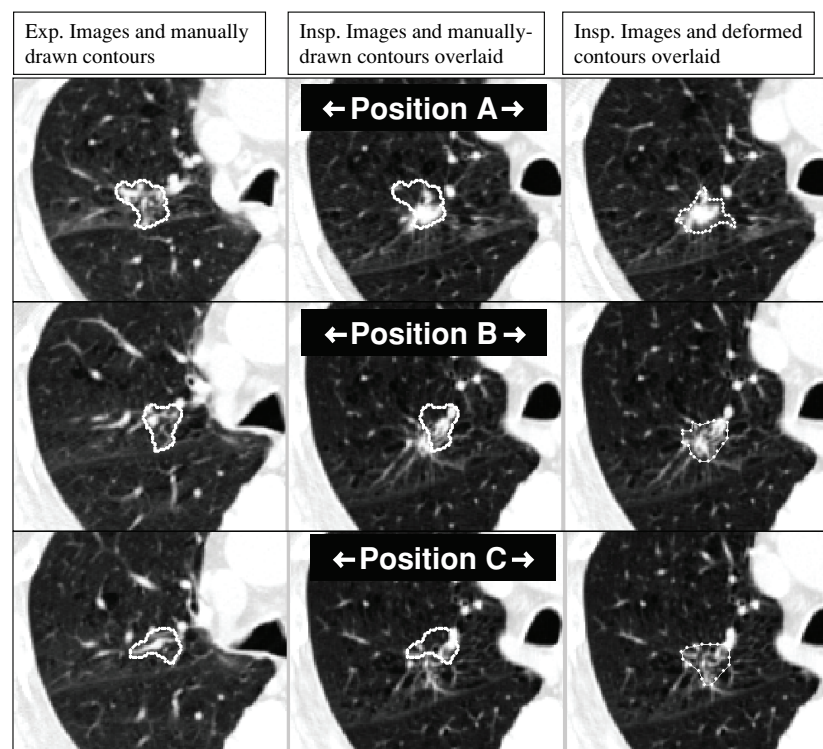 Exp. Images and manually
drawn contours
Insp. Images and manually-
drawn contours overlaid
Insp. Images and deformed
contours overlaid
←Position A→
←Position B→
←Position C→